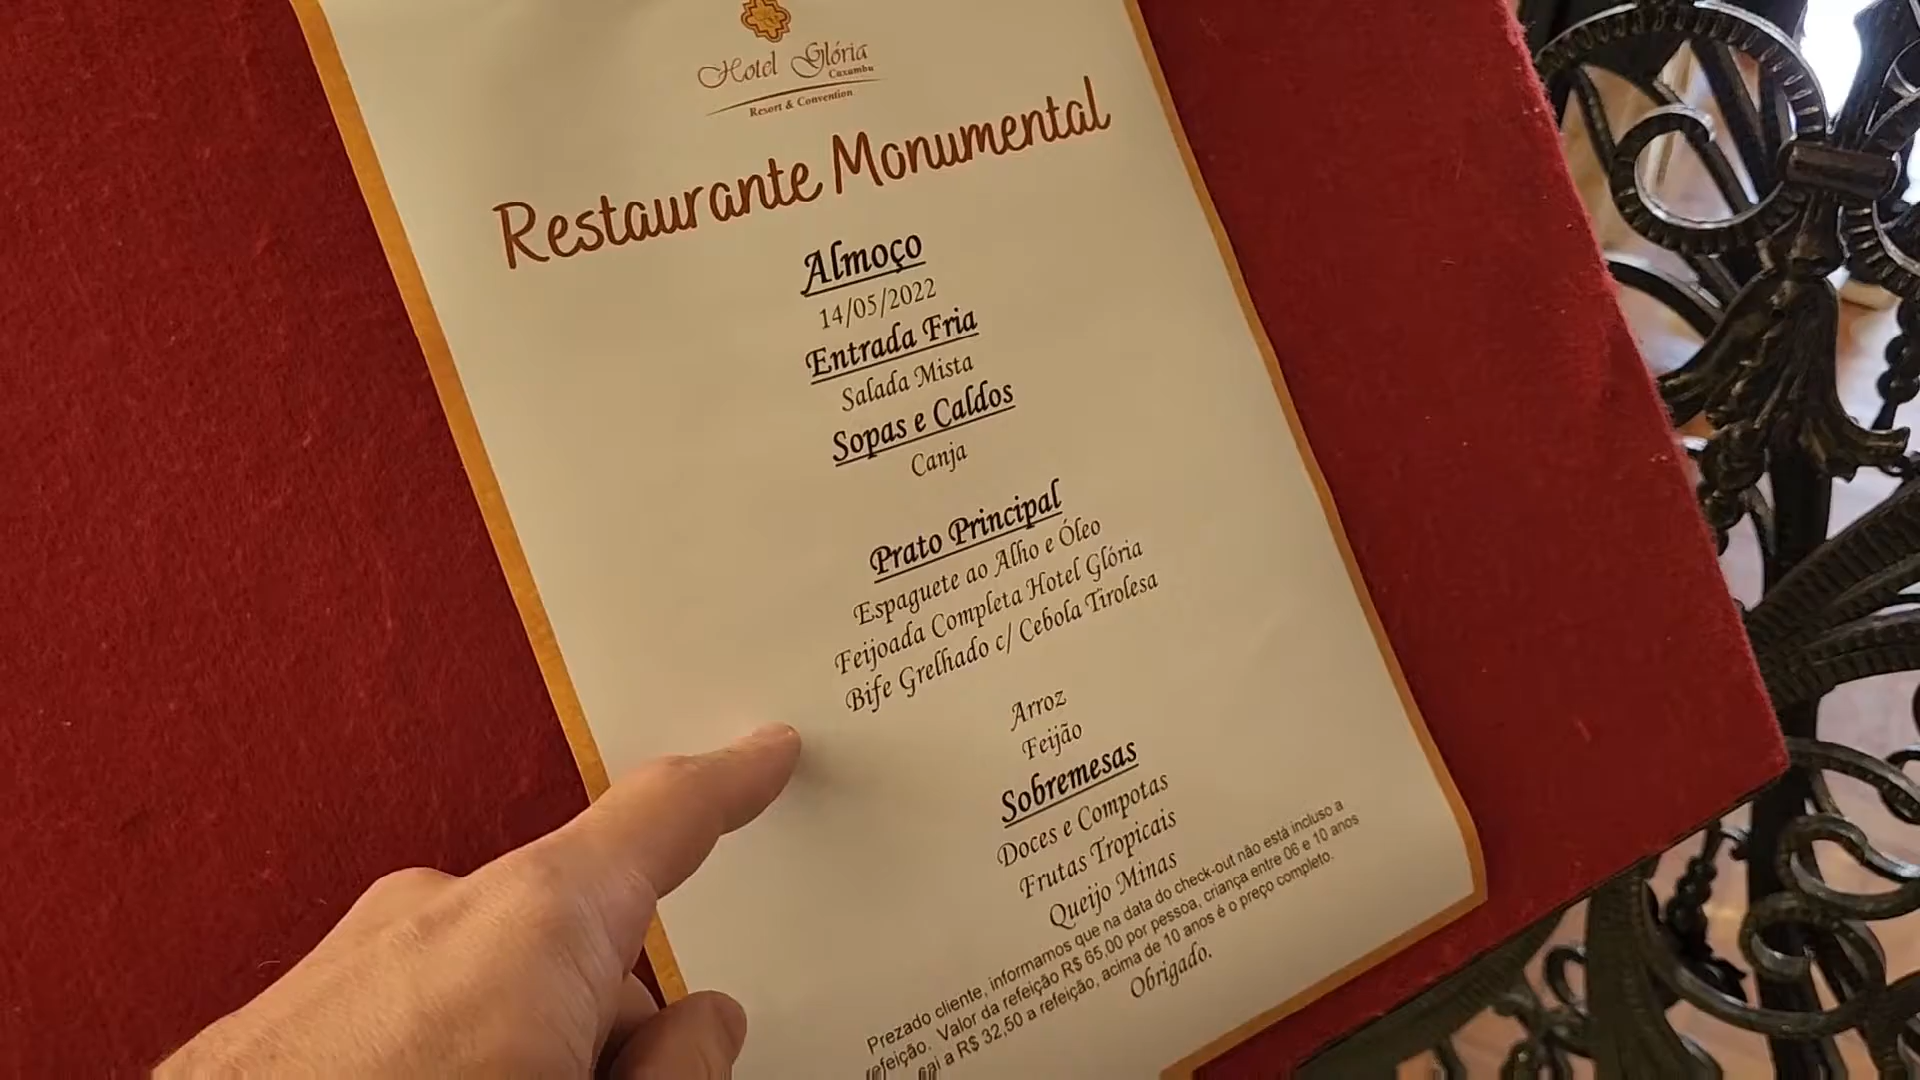 Hotel Glória
Caxambu
Resort & Convention
Restaurante Monumental
Almoço
14/05/2022
Entrada Fria
Salada Mista
Sopas e Caldos
Canja
Prato Principal
Espaguete ao Alho e Óleo
Feijoada Completa Hotel Glória
Bife Grelhado c/ Cebola Tirolesa
Arroz
Feijão
Sobremesas
Doces e Compotas
Frutas Tropicais
Queijo Minas
Prezado cliente, informamos que na data do check-out não está incluso a
efeição. Valor da refeição R$ 65,00 por pessoa, criança entre 06 e 10 anos
ai a R$ 32,50 a refeição, acima de 10 anos é o preço completo.
Obrigado.